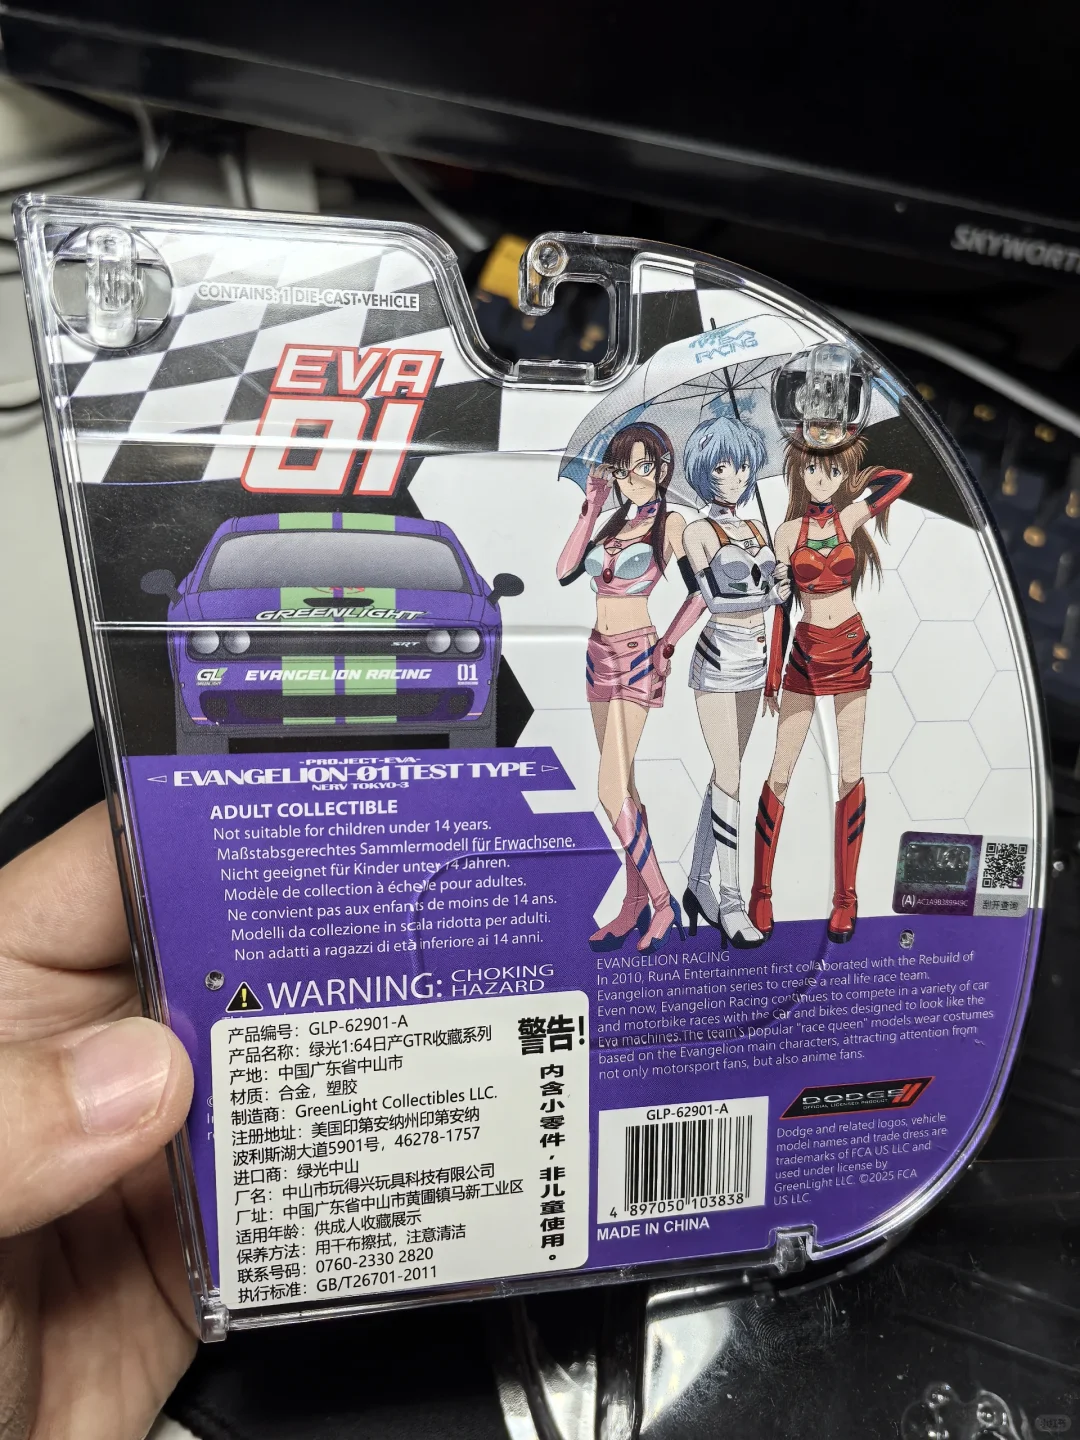 SKYWORTH
CONTAINS: 1 DIE-CAST VEHICLE
EVA
01
EVA
RACING
GREENLIGHT
SRT
GL
EVANGELION RACING
01
-PROJECT-EVA-
EVANGELION-01 TEST TYPE
NERV TOKYO-3
ADULT COLLECTIBLE
Not suitable for children under 14 years.
Maßstabsgerechtes Sammlermodell für Erwachsene.
Nicht geeignet für Kinder unter 14 Jahren.
Modèle de collection à échelle pour adultes.
Ne convient pas aux enfants de moins de 14 ans.
Modelli da collezione in scala ridotta per adulti.
Non adatti a ragazzi di età inferiore ai 14 anni.
WARNING: CHOKING
HAZARD
产品编号：GLP-62901-A
产品名称：绿光1:64日产GTR收藏系列
产地：中国广东省中山市
材质：合金，塑胶
制造商：GreenLight Collectibles LLC.
注册地址：美国印第安纳州印第安纳
波利斯湖大道5901号，46278-1757
进口商：绿光中山
厂名：中山市玩得兴玩具科技有限公司
厂址：中国广东省中山市黄圃镇马新工业区
适用年龄：供成人收藏展示
保养方法：用干布擦拭，注意清洁
联系号码：0760-2330 2820
执行标准：GB/T26701-2011
警告！
内含小零件，非儿童使用。
(A) AC1A9B389949C
刮开查询
EVANGELION RACING
In 2010, RunA Entertainment first collaborated with the Rebuild of
Evangelion animation series to create a real life race team.
Even now, Evangelion Racing continues to compete in a variety of car
and motorbike races with the car and bikes designed to look like the
Eva machines.The team's popular "race queen" models wear costumes
based on the Evangelion main characters, attracting attention from
not only motorsport fans, but also anime fans.
GLP-62901-A
4 897050 103838
MADE IN CHINA
DODGE
OFFICIAL LICENSED PRODUCT
Dodge and related logos, vehicle
model names and trade dress are
trademarks of FCA US LLC and
used under license by
GreenLight LLC. ©2025 FCA
US LLC.
小红书